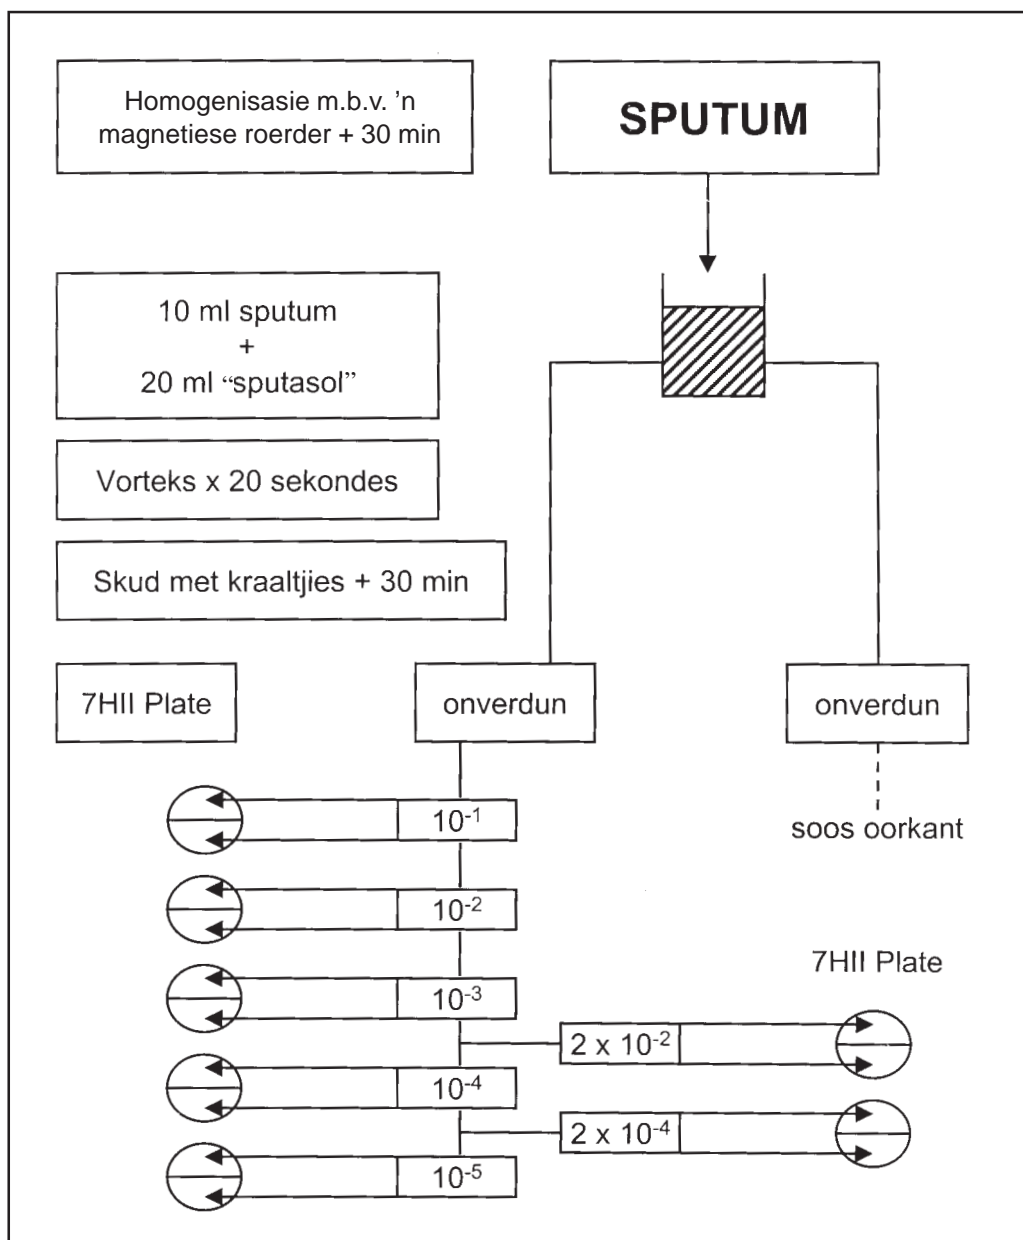 Homogenisasie m.b.v. ’n
magnetiese roerder + 30 min
SPUTUM
10 ml sputum
+
20 ml “sputasol”
Vorteks x 20 sekondes
Skud met kraaltjies + 30 min
7HII Plate
onverdun
onverdun
soos oorkant
10⁻¹
10⁻²
7HII Plate
10⁻³
2 x 10⁻²
10⁻⁴
2 x 10⁻⁴
10⁻⁵